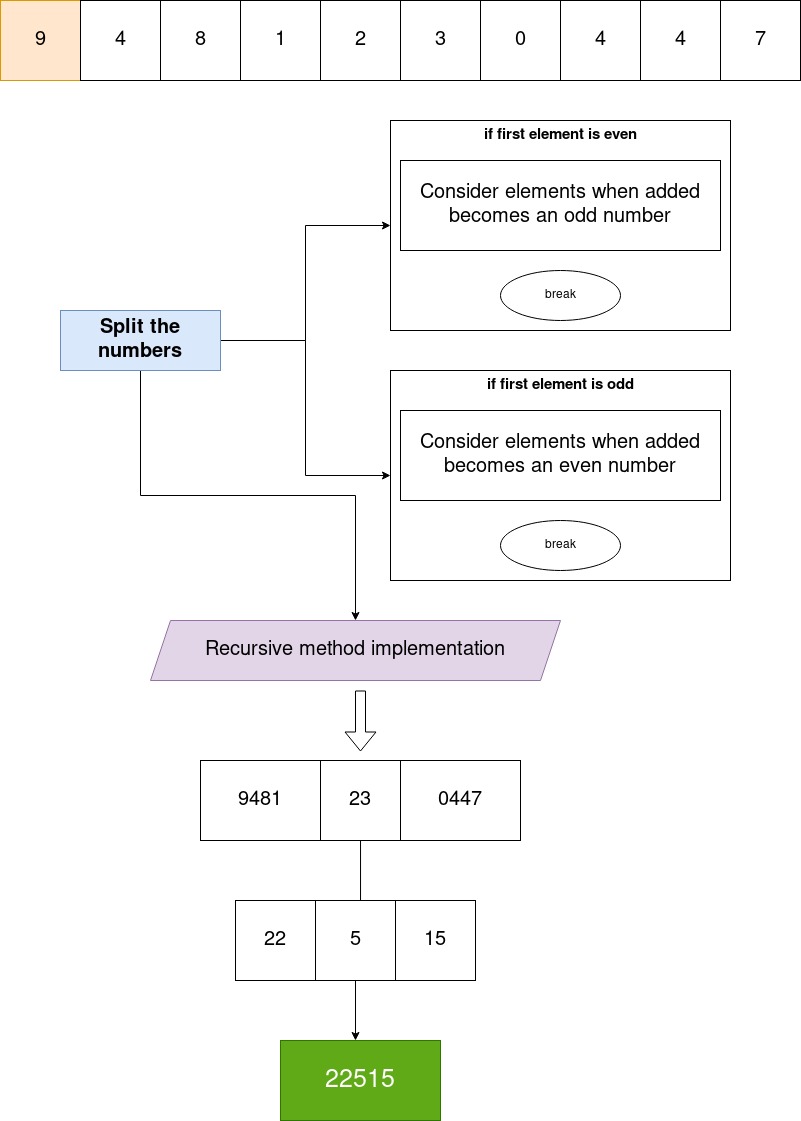 9 4 8 1 2 3 0 4 4 7
if first element is even
Consider elements when added
becomes an odd number
break
Split the
numbers
if first element is odd
Consider elements when added
becomes an even number
break
Recursive method implementation
9481 23 0447
22 5 15
22515